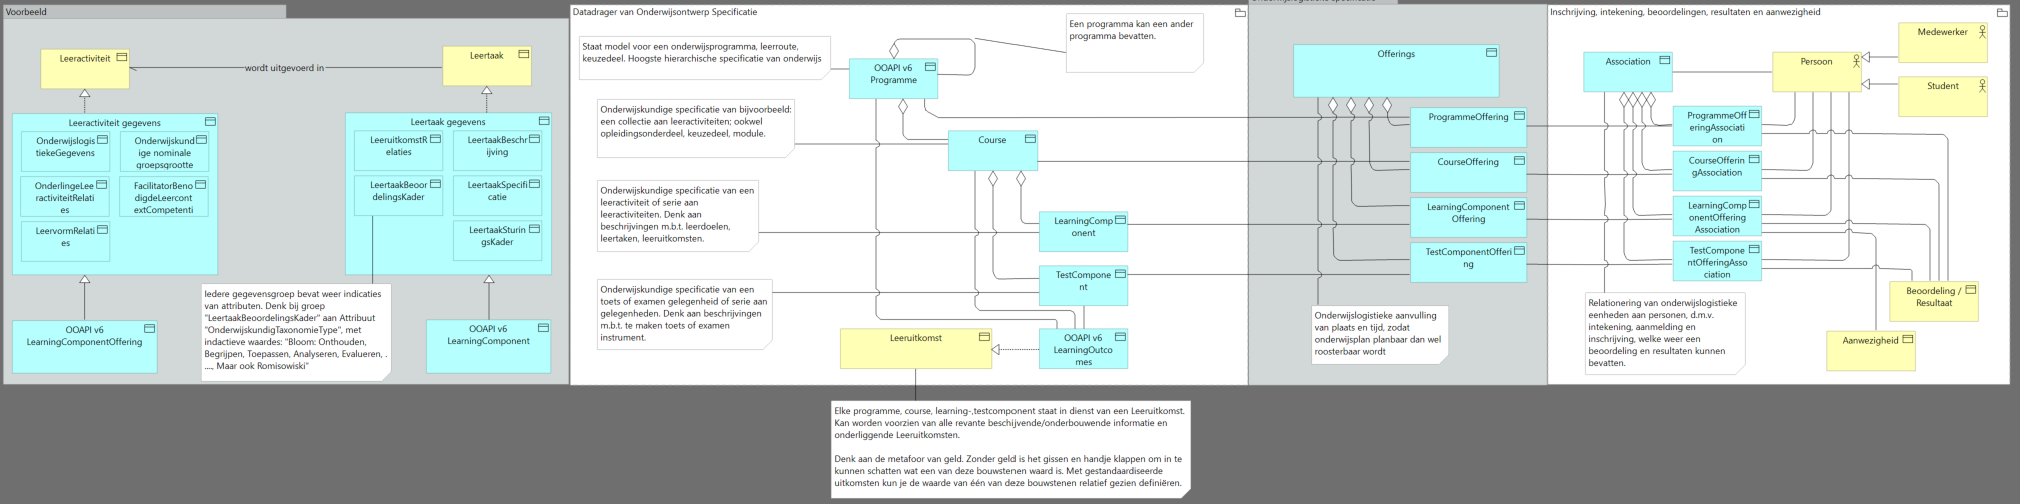 Voorbeeld
Leeractiviteit
wordt uitgevoerd in
Leertaak
Leeractiviteit gegevens
Onderwijslogis
tiekeGegevens
Onderwijskund
ige nominale
groepsgrootte
OnderlingeLee
ractiviteitRelati
es
FacilitatorBeno
digdeLeercont
extCompetenti
LeervormRelati
es
Leertaak gegevens
LeeruitkomstR
elaties
LeertaakBeschr
ijving
LeertaakBeoor
delingsKader
LeertaakSpecifi
catie
LeertaakSturin
gsKader
OOAPI v6
LearningComponentOffering
Iedere gegevensgroep bevat weer indicaties
van attributen. Denk bij groep
"LeertaakBeoordelingsKader" aan Attribuut
"OnderwijskundigTaxonomieType", met
indactieve waardes: "Bloom: Onthouden,
Begrijpen, Toepassen, Analyseren, Evalueren, .
..., Maar ook Romisowiski"
OOAPI v6
LearningComponent
Datadrager van Onderwijsontwerp Specificatie
Staat model voor een onderwijsprogramma, leerroute,
keuzedeel. Hoogste hierarchische specificatie van onderwijs
OOAPI v6
Programme
Een programma kan een ander
programma bevatten.
Onderwijskundige specificatie van bijvoorbeeld:
een collectie aan leeractiviteiten; ookwel
opleidingsonderdeel, keuzedeel, module.
Course
Onderwijskundige specificatie van een
leeractiviteit of serie aan
leeractiviteiten. Denk aan
beschrijvingen m.b.t. leerdoelen,
leertaken, leeruitkomsten.
LearningComp
onent
TestCompone
nt
Onderwijskundige specificatie van een
toets of examen gelegenheid of serie aan
gelegenheden. Denk aan beschrijvingen
m.b.t. te maken toets of examen
instrument.
Leeruitkomst
OOAPI v6
LearningOutco
mes
Elke programme, course, learning-,testcomponent staat in dienst van een Leeruitkomst.
Kan worden voorzien van alle revante beschijvende/onderbouwende informatie en
onderliggende Leeruitkomsten.
Denk aan de metafoor van geld. Zonder geld is het gissen en handje klappen om in te
kunnen schatten wat een van deze bouwstenen waard is. Met gestandaardiseerde
uitkomsten kun je de waarde van één van deze bouwstenen relatief gezien definiëren.
Offerings
ProgrammeOffering
CourseOffering
LearningComponent
Offering
TestComponentOfferi
ng
Onderwijslogistieke aanvulling
van plaats en tijd, zodat
onderwijsplan planbaar dan wel
roosterbaar wordt
Inschrijving, intekening, beoordelingen, resultaten en aanwezigheid
Association
Persoon
Medewerker
Student
ProgrammeOff
eringAssociati
on
CourseOfferin
gAssociation
LearningComp
onentOffering
Association
TestCompone
ntOfferingAsso
ciation
Beoordeling /
Resultaat
Relationering van onderwijslogistieke
eenheden aan personen, d.m.v.
intekening, aanmelding en
inschrijving, welke weer een
beoordeling en resultaten kunnen
bevatten.
Aanwezigheid